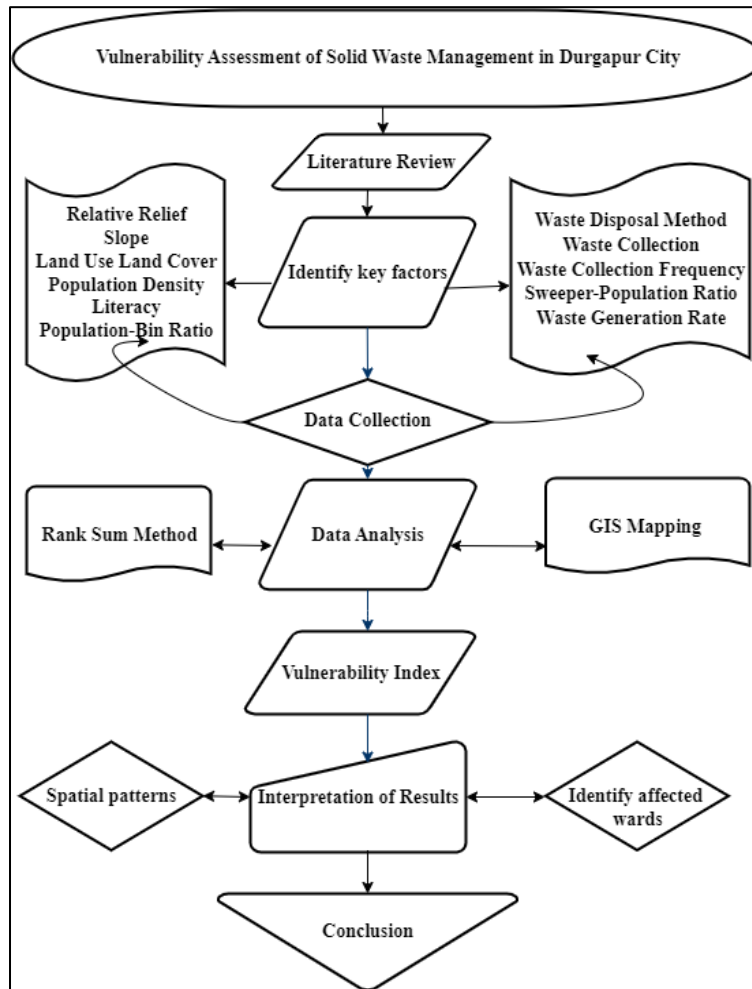 Vulnerability Assessment of Solid Waste Management in Durgapur City
Literature Review
Relative Relief
Slope
Land Use Land Cover
Population Density
Literacy
Population-Bin Ratio
Identify key factors
Waste Disposal Method
Waste Collection
Waste Collection Frequency
Sweeper-Population Ratio
Waste Generation Rate
Data Collection
Rank Sum Method
Data Analysis
GIS Mapping
Vulnerability Index
Spatial patterns
Interpretation of Results
Identify affected
wards
Conclusion